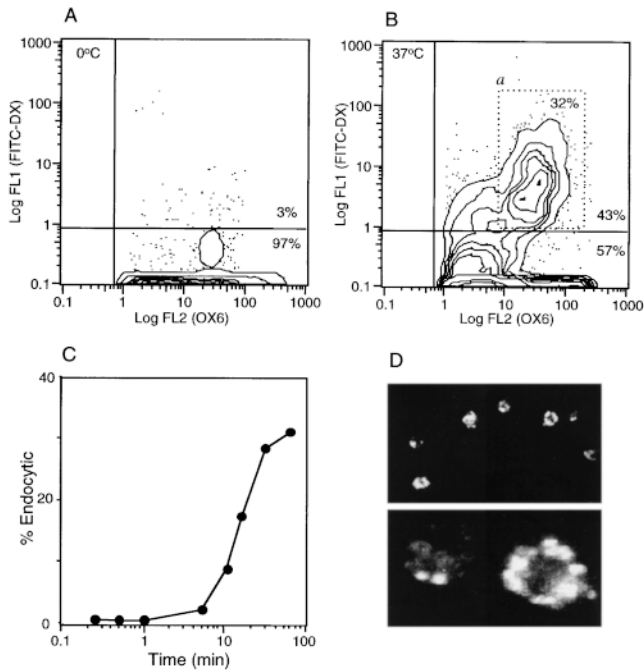 A
0°C
1000
100
10
1
0.1
Log FL1 (FITC-DX)
3%
97%
0.1 1 10 100 1000
Log FL2 (OX6)
B
37°C
a
32%
1000
100
10
1
0.1
Log FL1 (FITC-DX)
43%
57%
0.1 1 10 100 1000
Log FL2 (OX6)
C
40
20
0
% Endocytic
0.1 1 10 100
Time (min)
D